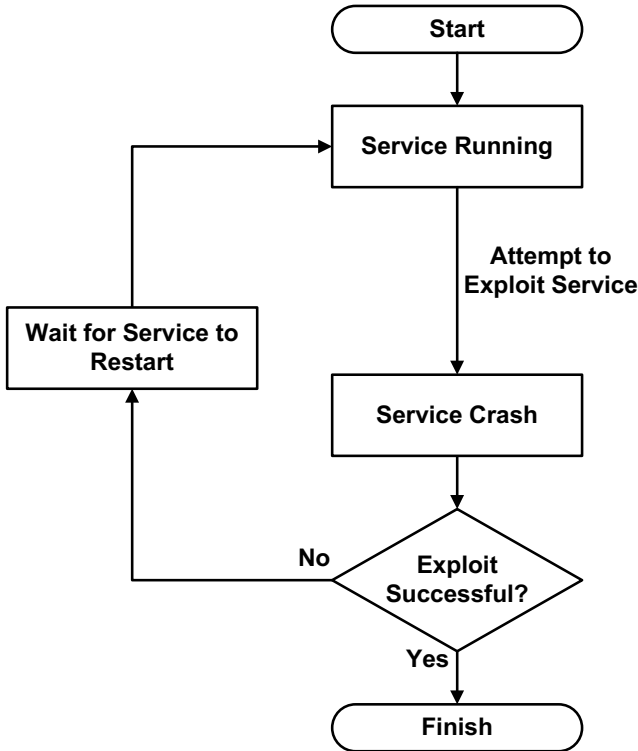 Start
Service Running
Attempt to
Exploit Service
Wait for Service to
Restart
Service Crash
No
Exploit
Successful?
Yes
Finish